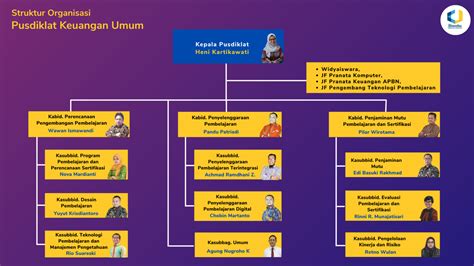 Struktur Organisasi
Pusdiklat Keuangan Umum
Kepala Pusdiklat
Heni Kartikawati
Widyaiswara,
JF Pranata Komputer,
JF Pranata Keuangan APBN,
JF Pengembang Teknologi Pembelajaran
Kabid. Perencanaan
Pengembangan Pembelajaran
Wawan Ismawandi
Kabid. Penyelenggaraan
Pembelajaran
Pandu Patriadi
Kabid. Penjaminan Mutu
Pembelajaran dan Sertifikasi
Pilar Wirotama
Kasubbid. Program
Pembelajaran dan
Perencanaan Sertifikasi
Nova Mardianti
Kasubbid.
Penyelenggaraan
Pembelajaran Terintegrasi
Achmad Ramdhani Z.
Kasubbid. Penjaminan
Mutu
Edi Basuki Rakhmad
Kasubbid. Desain
Pembelajaran
Yuyut Krisdiantoro
Kasubbid.
Penyelenggaraan
Pembelajaran Digital
Chokin Martanto
Kasubbid. Evaluasi
Pembelajaran dan
Sertifikasi
Rinni R. Munajatisari
Kasubbid. Teknologi
Pembelajaran dan
Manajemen Pengetahuan
Rio
Kasubbag. Umum
Agung Nugroho K
Kasubbid. Pengelolaan
Kinerja dan Risiko
Retno Wulan